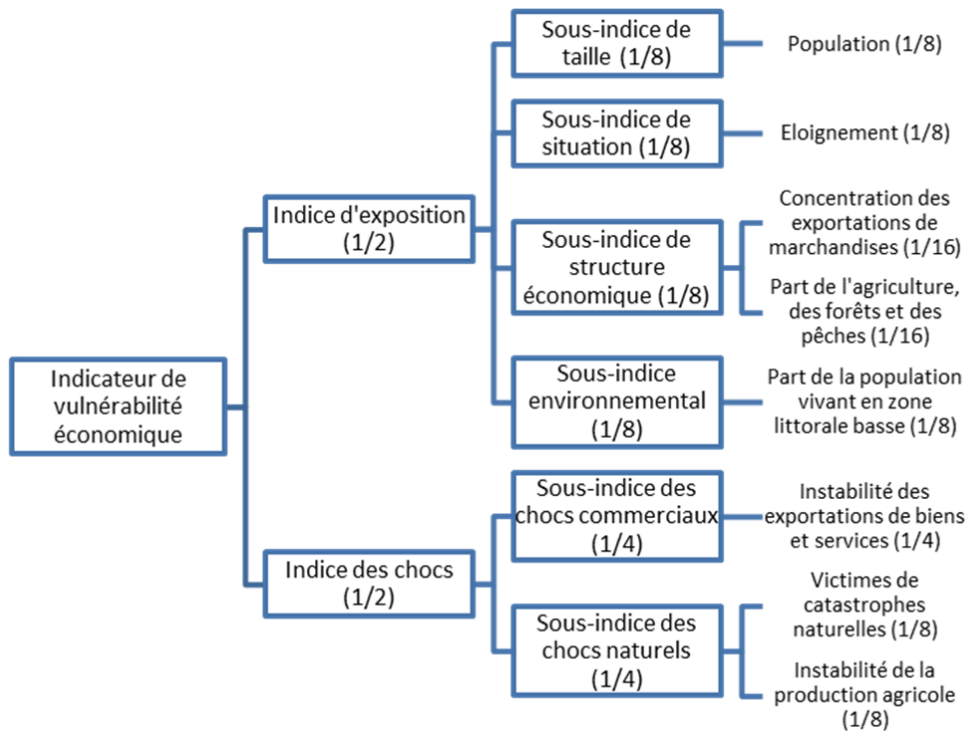 Sous-indice de
taille (1/8)
Population (1/8)
Sous-indice de
situation (1/8)
Eloignement (1/8)
Indice d'exposition
(1/2)
Sous-indice de
structure
économique (1/8)
Concentration des
exportations de
marchandises (1/16)
Part de l'agriculture,
des forêts et des
pêches (1/16)
Sous-indice
environnemental
(1/8)
Part de la population
vivant en zone
littorale basse (1/8)
Indicateur de
vulnérabilité
économique
Sous-indice des
chocs commerciaux
(1/4)
Instabilité des
exportations de biens
et services (1/4)
Indice des chocs
(1/2)
Sous-indice des
chocs naturels
(1/4)
Victimes de
catastrophes
naturelles (1/8)
Instabilité de la
production agricole
(1/8)